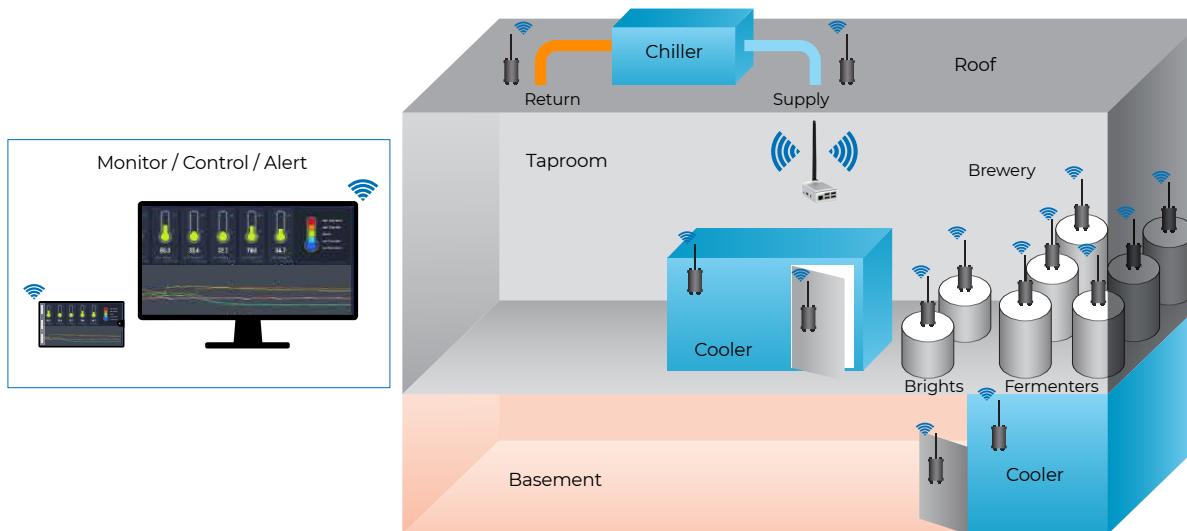 Chiller
Roof
Return
Supply
Monitor / Control / Alert
Taproom
Brewery
Cooler
Brights
Fermenters
Basement
Cooler